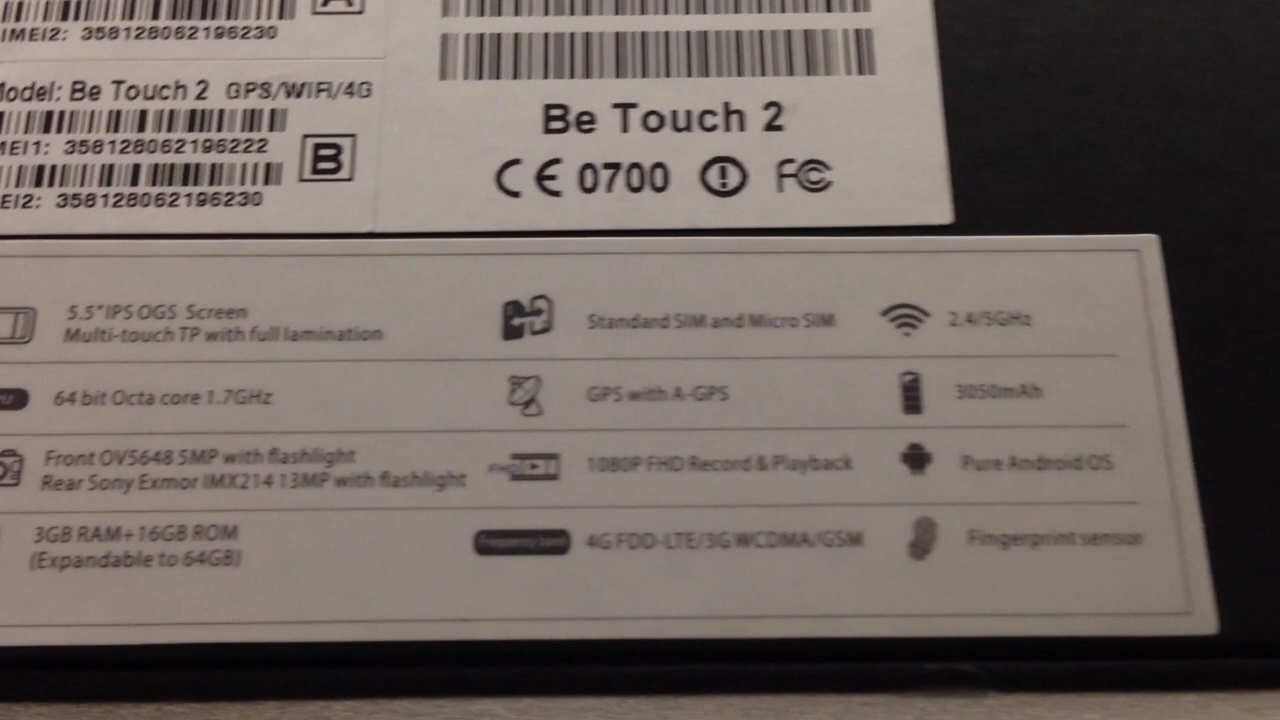 A
IMEI2: 358128062196230
Model: Be Touch 2 GPS/WIFI/4G
MEI1: 358128062196222
EI2: 358128062196230
B
Be Touch 2
CE 0700 FC
5.5"IPS OGS Screen
Multi-touch TP with full lamination
Standard SIM and Micro SIM
2.4/5GHz
64 bit Octa core 1.7GHz
GPS with A-GPS
3050mAh
Front OV5648 5MP with flashlight
Rear Sony Exmor IMX214 13MP with flashlight
FHD
1080P FHD Record & Playback
Pure Android OS
3GB RAM+16GB ROM
(Expandable to 64GB)
Frequency band
4G FDD-LTE/3G WCDMA/GSM
Fingerprint sensor